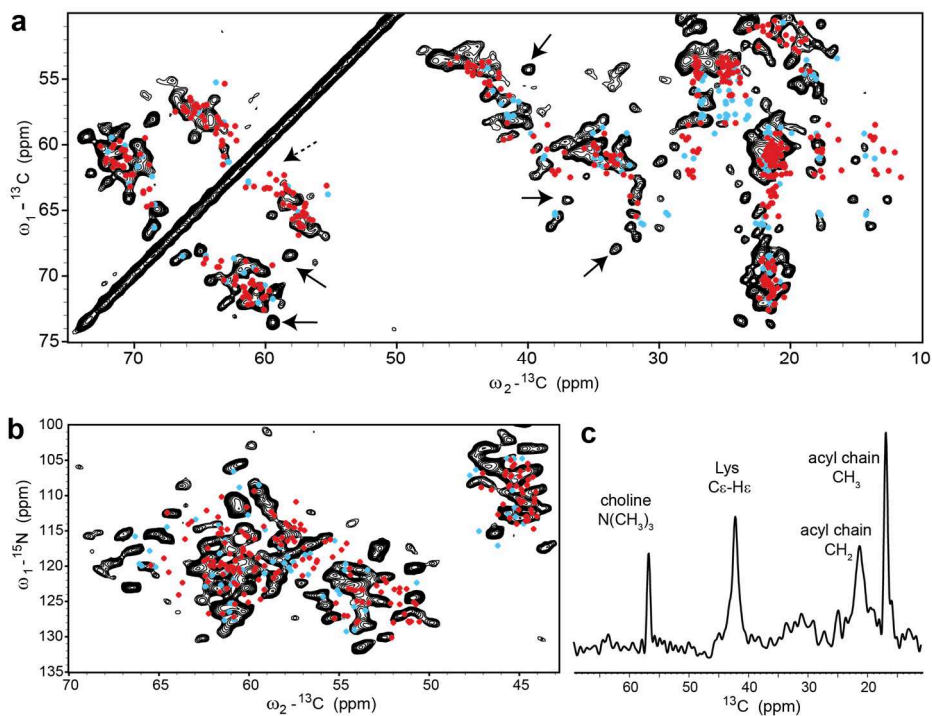 a
55
60
65
70
75
ω1-13C (ppm)
70 60 50 40 30 20 10
ω2-13C (ppm)
b
100
105
110
115
120
125
130
135
ω1-15N (ppm)
70 65 60 55 50 45
ω2-13C (ppm)
c
choline
N(CH3)3
Lys
Cε-Hε
acyl chain
CH3
acyl chain
CH2
60 50 40 30 20
13C (ppm)